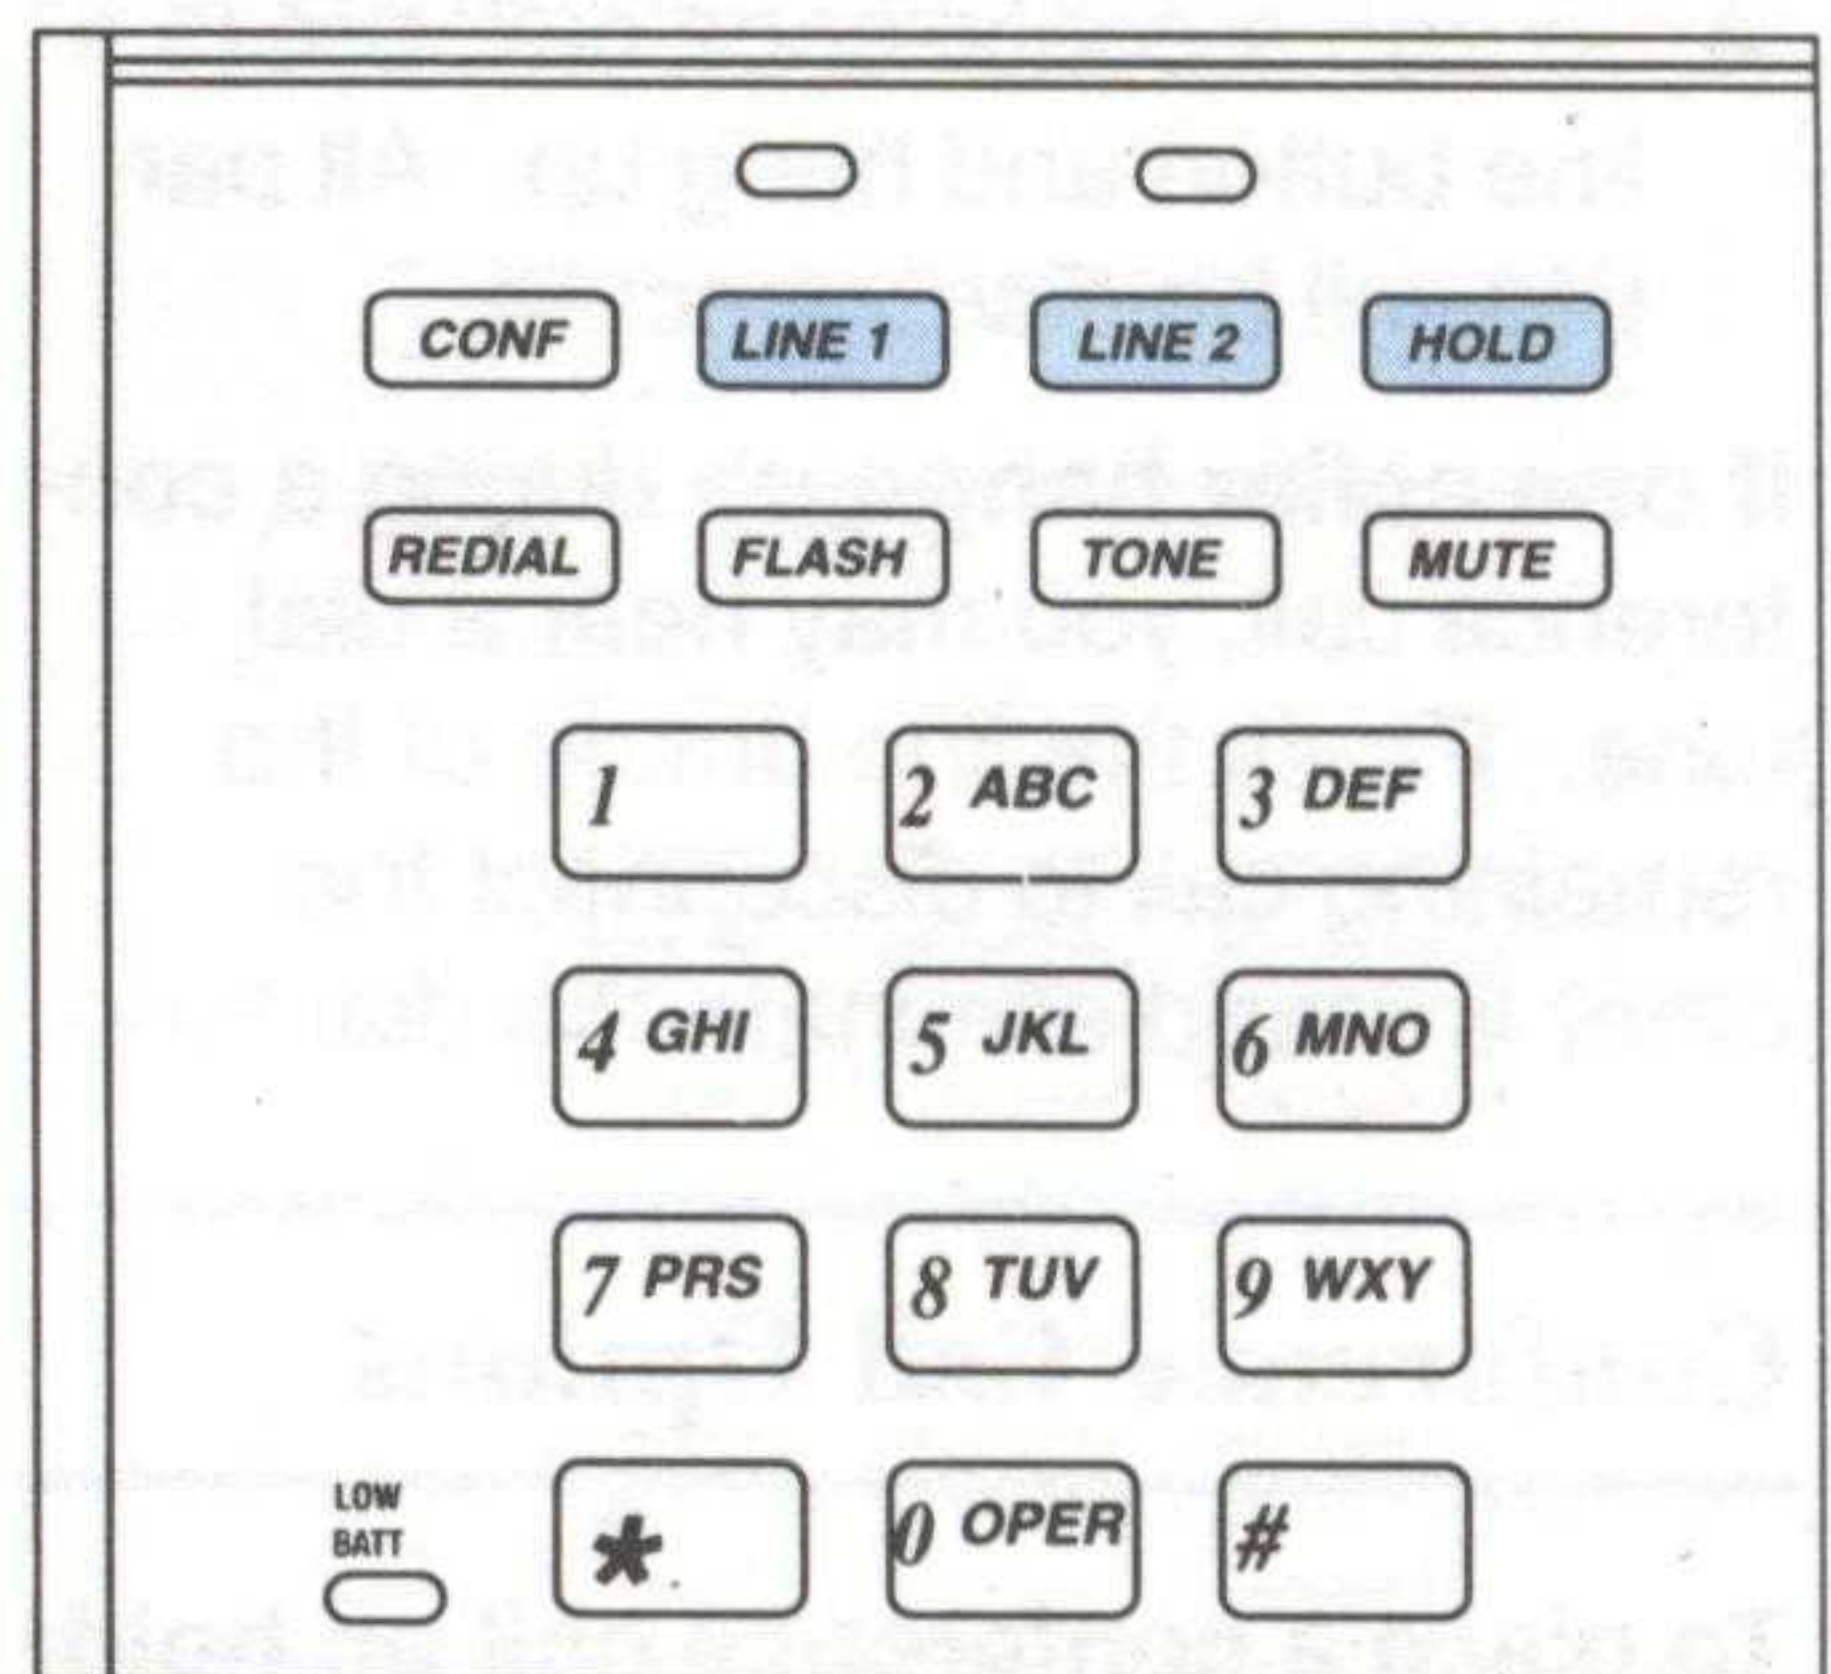 CONF LINE 1 LINE 2 HOLD
REDIAL FLASH TONE MUTE
1 2 ABC 3 DEF
4 GHI 5 JKL 6 MNO
7 PRS 8 TUV 9 WXY
LOW
BATT
* 0 OPER #